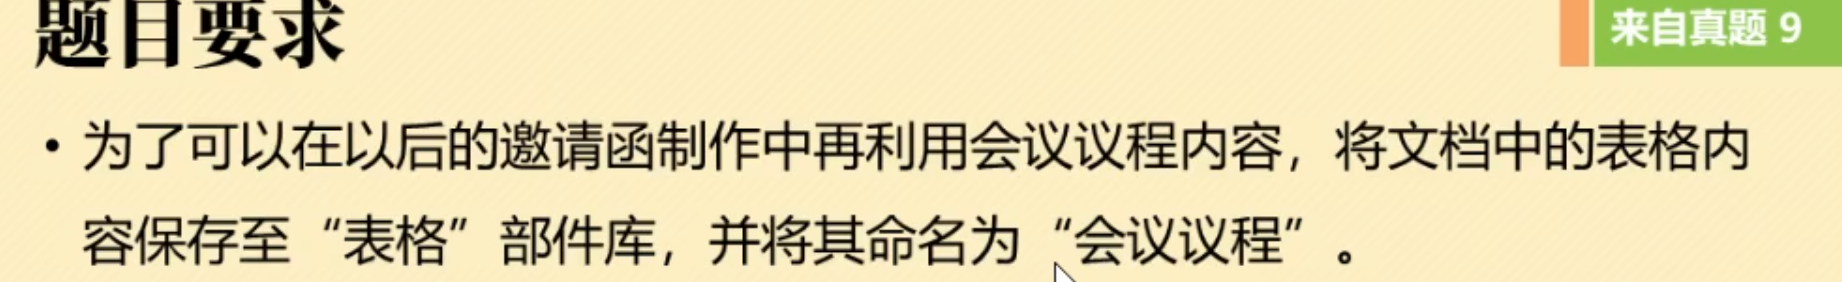 题目要求
来自真题 9
• 为了可以在以后的邀请函制作中再利用会议议程内容，将文档中的表格内
容保存至“表格”部件库，并将其命名为“会议议程”。